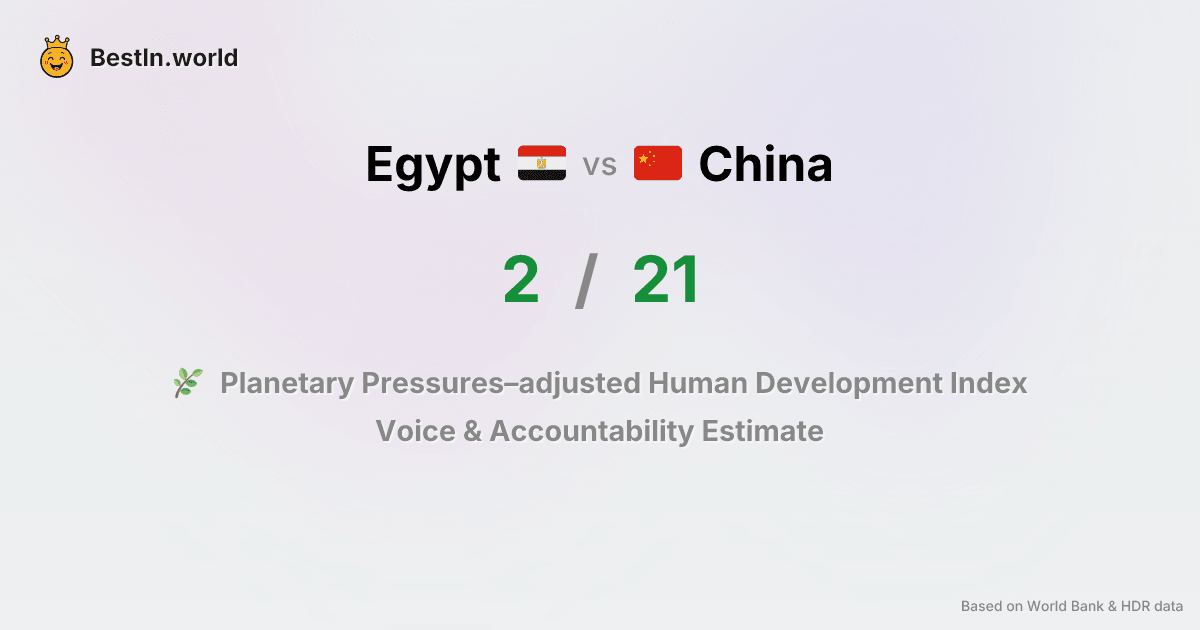 BestIn.world
Egypt vs China
2 / 21
Planetary Pressures–adjusted Human Development Index
Voice & Accountability Estimate
Based on World Bank & HDR data